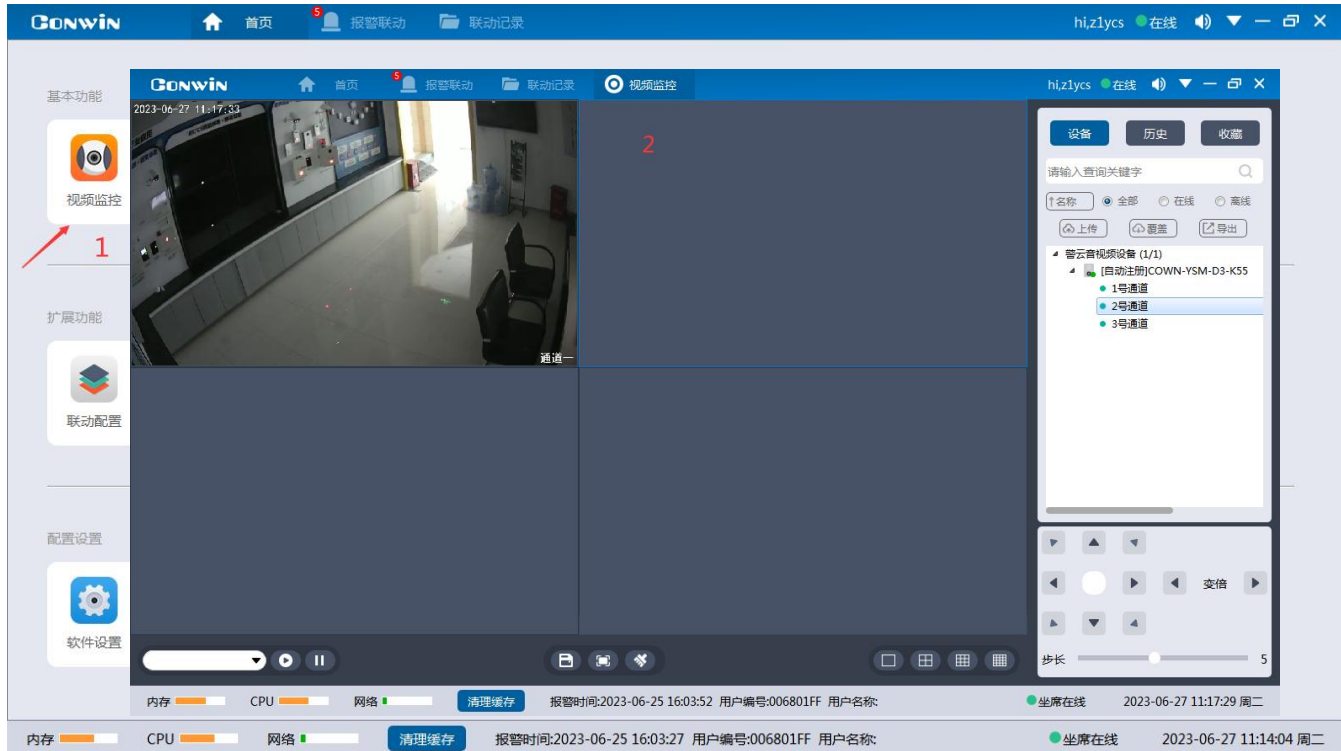 CONWIN 首页 5 报警联动 联动记录 hi,z1ycs 在线
基本功能
视频监控
1
扩展功能
联动配置
配置设置
软件设置
CONWIN 首页 5 报警联动 联动记录 视频监控 hi,z1ycs 在线
2023-06-27 11:17:33
通道一
2
设备 历史 收藏
请输入查询关键字
↑名称 全部 在线 离线
上传 覆盖 导出
警云音视频设备 (1/1)
[自动注册]COWN-YSM-D3-K55
1号通道
2号通道
3号通道
变倍
步长 5
内存 CPU 网络 清理缓存 报警时间:2023-06-25 16:03:52 用户编号:006801FF 用户名称: 坐席在线 2023-06-27 11:17:29 周二
内存 CPU 网络 清理缓存 报警时间:2023-06-25 16:03:27 用户编号:006801FF 用户名称: 坐席在线 2023-06-27 11:14:04 周二